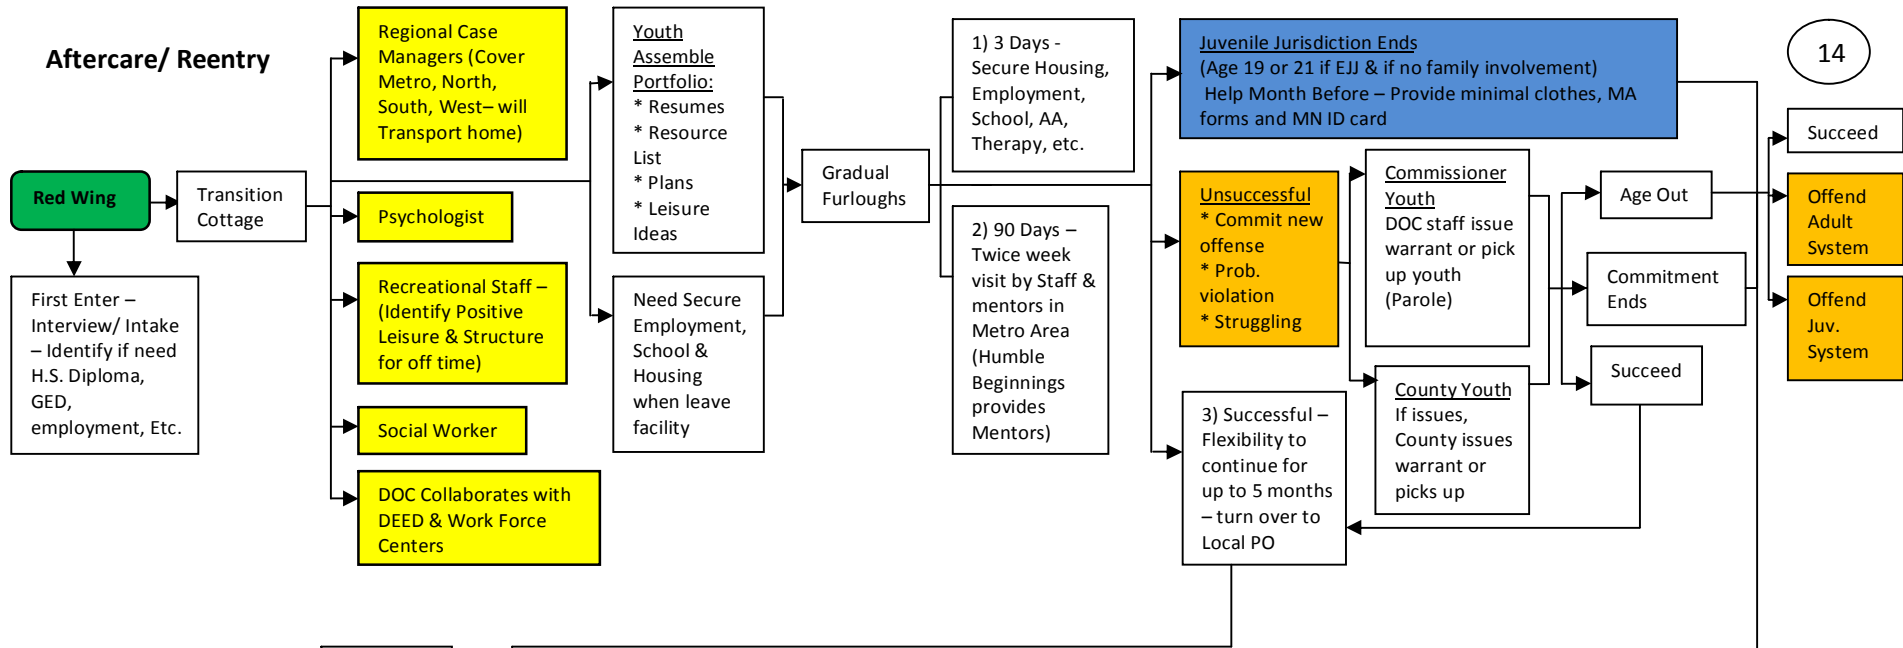 Aftercare/ Reentry
14
Red Wing
First Enter –
Interview/ Intake
– Identify if need
H.S. Diploma,
GED,
employment, Etc.
Transition
Cottage
Regional Case
Managers (Cover
Metro, North,
South, West– will
Transport home)
Psychologist
Recreational Staff –
(Identify Positive
Leisure & Structure
for off time)
Social Worker
DOC Collaborates with
DEED & Work Force
Centers
Youth
Assemble
Portfolio:
* Resumes
* Resource
List
* Plans
* Leisure
Ideas
Need Secure
Employment,
School &
Housing
when leave
facility
Gradual
Furloughs
1) 3 Days -
Secure Housing,
Employment,
School, AA,
Therapy, etc.
2) 90 Days –
Twice week
visit by Staff &
mentors in
Metro Area
(Humble
Beginnings
provides
Mentors)
Juvenile Jurisdiction Ends
(Age 19 or 21 if EJJ & if no family involvement)
Help Month Before – Provide minimal clothes, MA
forms and MN ID card
Unsuccessful
* Commit new
offense
* Prob.
violation
* Struggling
3) Successful –
Flexibility to
continue for
up to 5 months
– turn over to
Local PO
Commissioner
Youth
DOC staff issue
warrant or pick
up youth
(Parole)
County Youth
If issues,
County issues
warrant or
picks up
Age Out
Commitment
Ends
Succeed
Succeed
Offend
Adult
System
Offend
Juv.
System